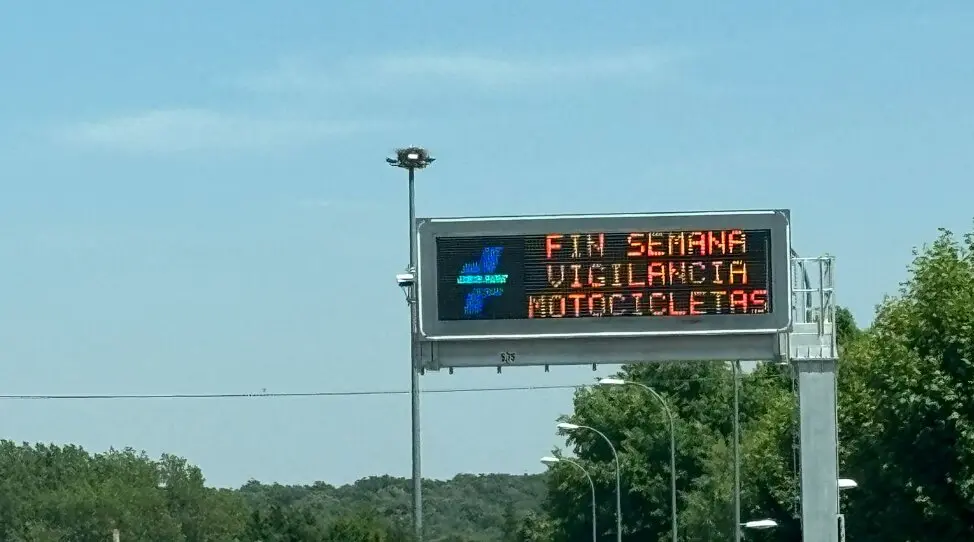 FIN SEMANA
VIGILANCIA
MOTOCICLETAS